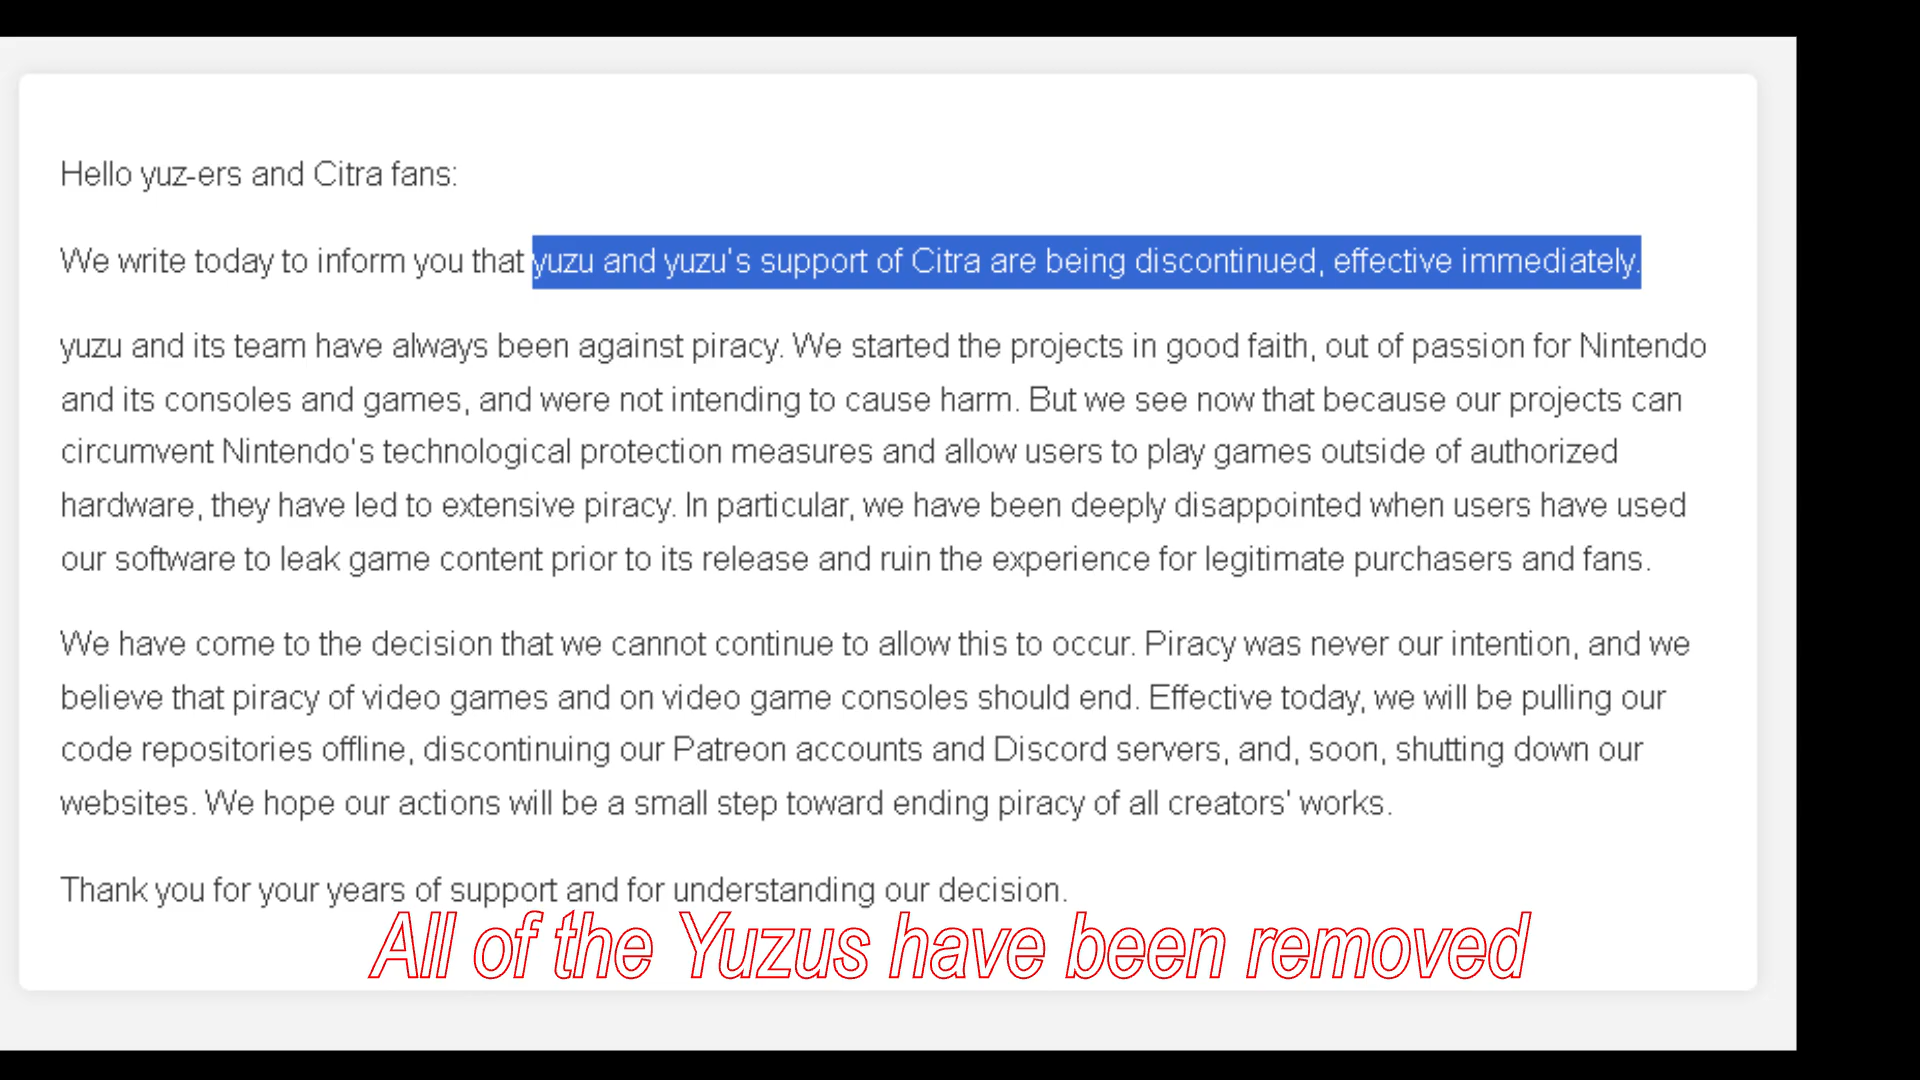 Hello yuz-ers and Citra fans:
We write today to inform you that yuzu and yuzu's support of Citra are being discontinued, effective immediately.
yuzu and its team have always been against piracy. We started the projects in good faith, out of passion for Nintendo
and its consoles and games, and were not intending to cause harm. But we see now that because our projects can
circumvent Nintendo's technological protection measures and allow users to play games outside of authorized
hardware, they have led to extensive piracy. In particular, we have been deeply disappointed when users have used
our software to leak game content prior to its release and ruin the experience for legitimate purchasers and fans.
We have come to the decision that we cannot continue to allow this to occur. Piracy was never our intention, and we
believe that piracy of video games and on video game consoles should end. Effective today, we will be pulling our
code repositories offline, discontinuing our Patreon accounts and Discord servers, and, soon, shutting down our
websites. We hope our actions will be a small step toward ending piracy of all creators' works.
Thank you for your years of support and for understanding our decision.
All of the Yuzus have been removed